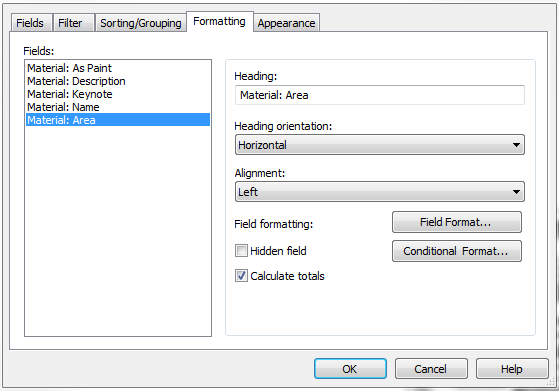 Fields Filter Sorting/Grouping Formatting Appearance
Fields:
Material: As Paint
Material: Description
Material: Keynote
Material: Name
Material: Area
Heading:
Material: Area
Heading orientation:
Horizontal
Alignment:
Left
Field formatting: Field Format...
Hidden field Conditional Format...
Calculate totals
OK Cancel Help